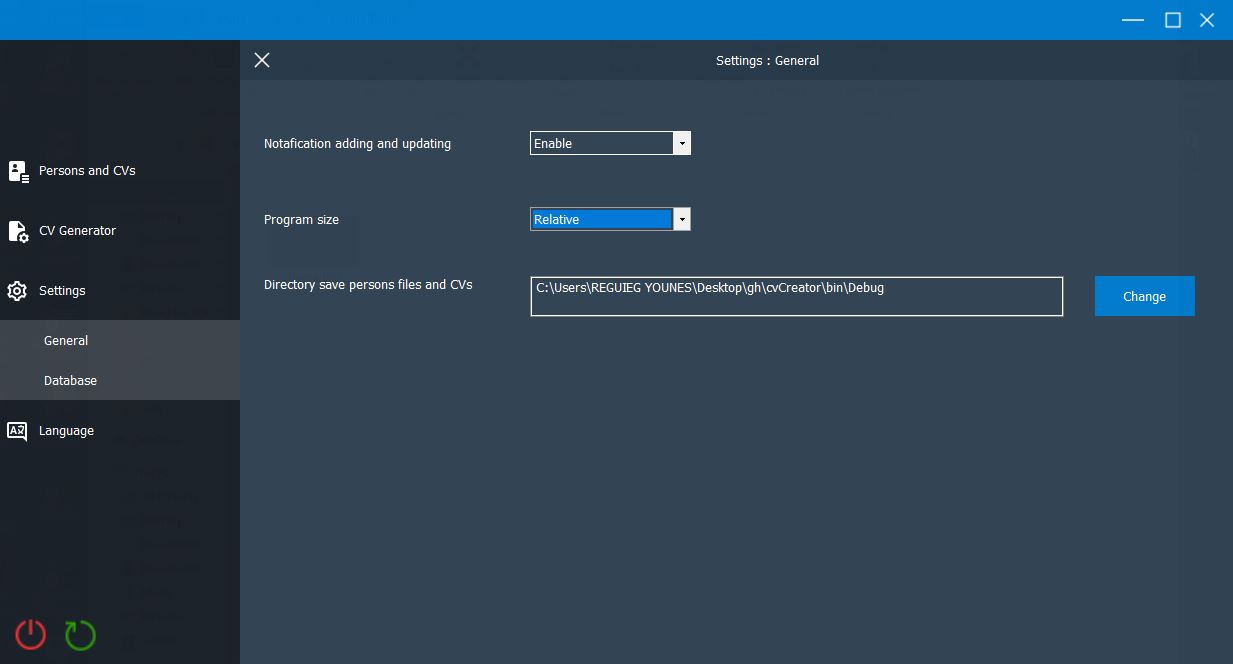 Settings : General
Notafication adding and updating
Enable
Persons and CVs
Program size
Relative
CV Generator
Directory save persons files and CVs
C:\Users\REGUIEG YOUNES\Desktop\gh\cvCreator\bin\Debug
Change
Settings
General
Database
Language